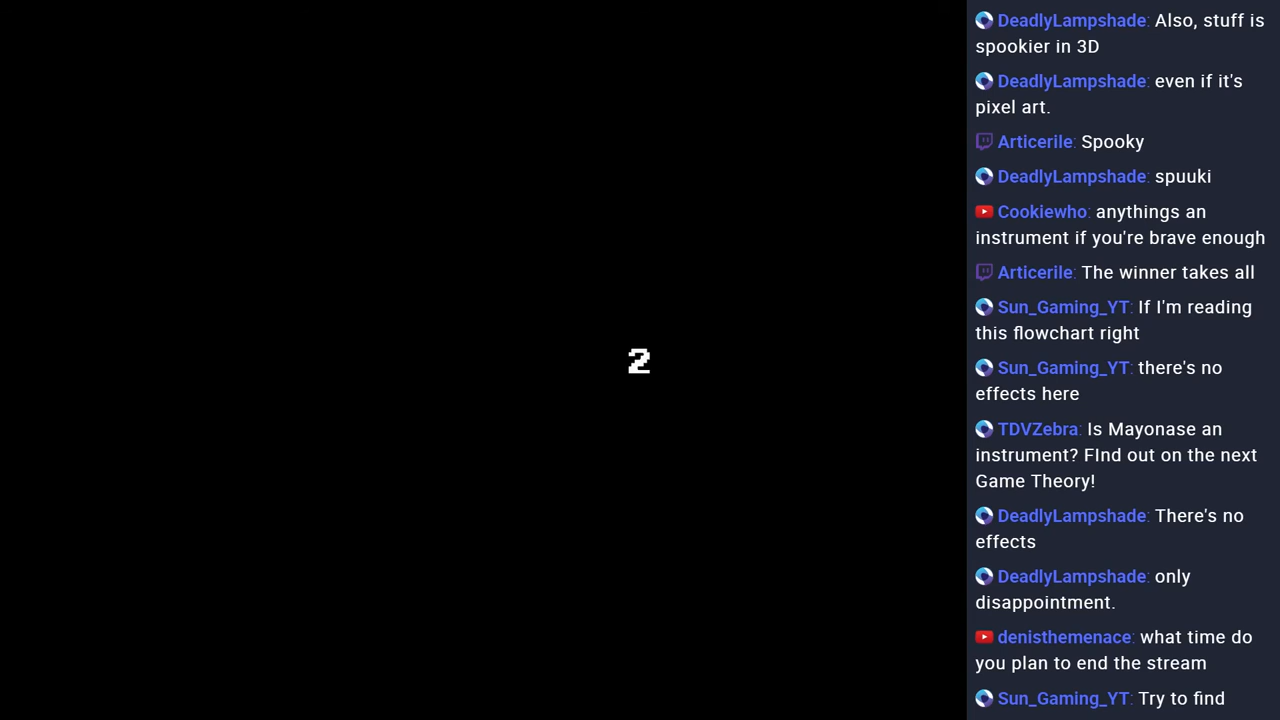 2
DeadlyLampshade: Also, stuff is
spookier in 3D
DeadlyLampshade: even if it's
pixel art.
Articerile: Spooky
DeadlyLampshade: spuuki
Cookiewho: anythings an
instrument if you're brave enough
Articerile: The winner takes all
Sun_Gaming_YT: If I'm reading
this flowchart right
Sun_Gaming_YT: there's no
effects here
TDVZebra: Is Mayonase an
instrument? FInd out on the next
Game Theory!
DeadlyLampshade: There's no
effects
DeadlyLampshade: only
disappointment.
denisthemenace: what time do
you plan to end the stream
Sun_Gaming_YT: Try to find